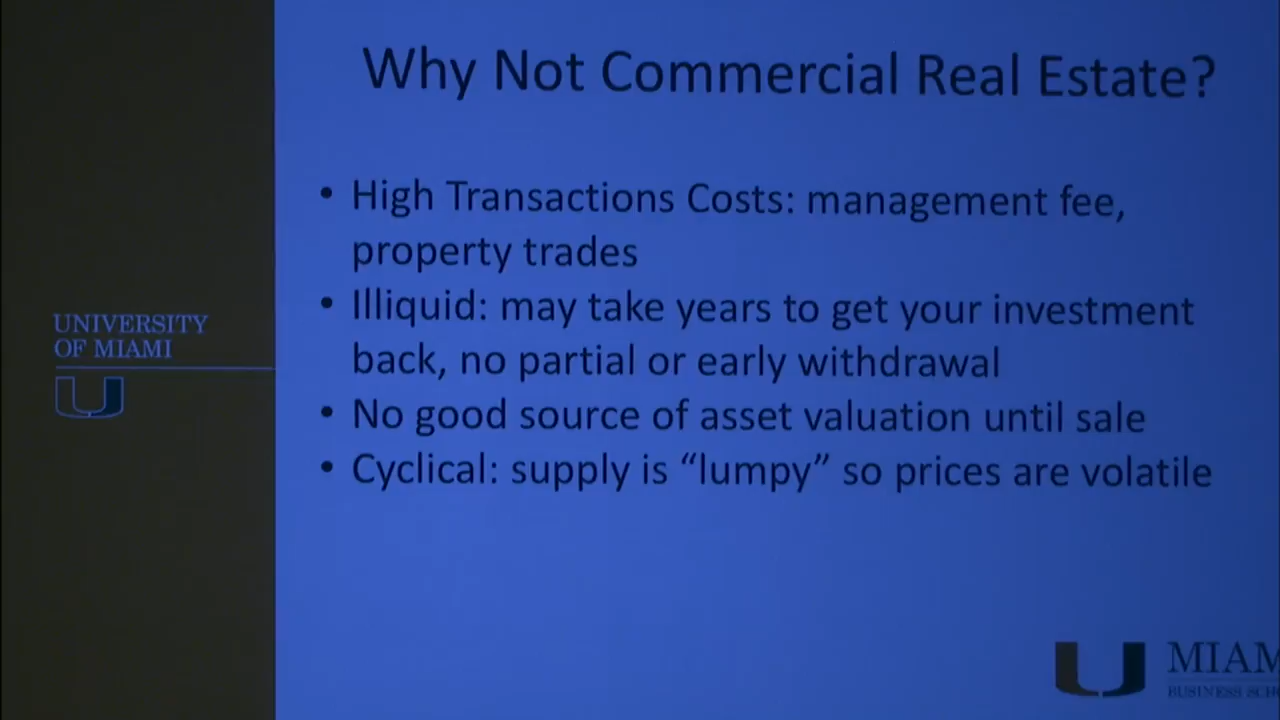 Why Not Commercial Real Estate?
• High Transactions Costs: management fee,
property trades
• Illiquid: may take years to get your investment
back, no partial or early withdrawal
• No good source of asset valuation until sale
• Cyclical: supply is “lumpy” so prices are volatile
UNIVERSITY
OF MIAMI
MIAM
BUSINESS SCHO